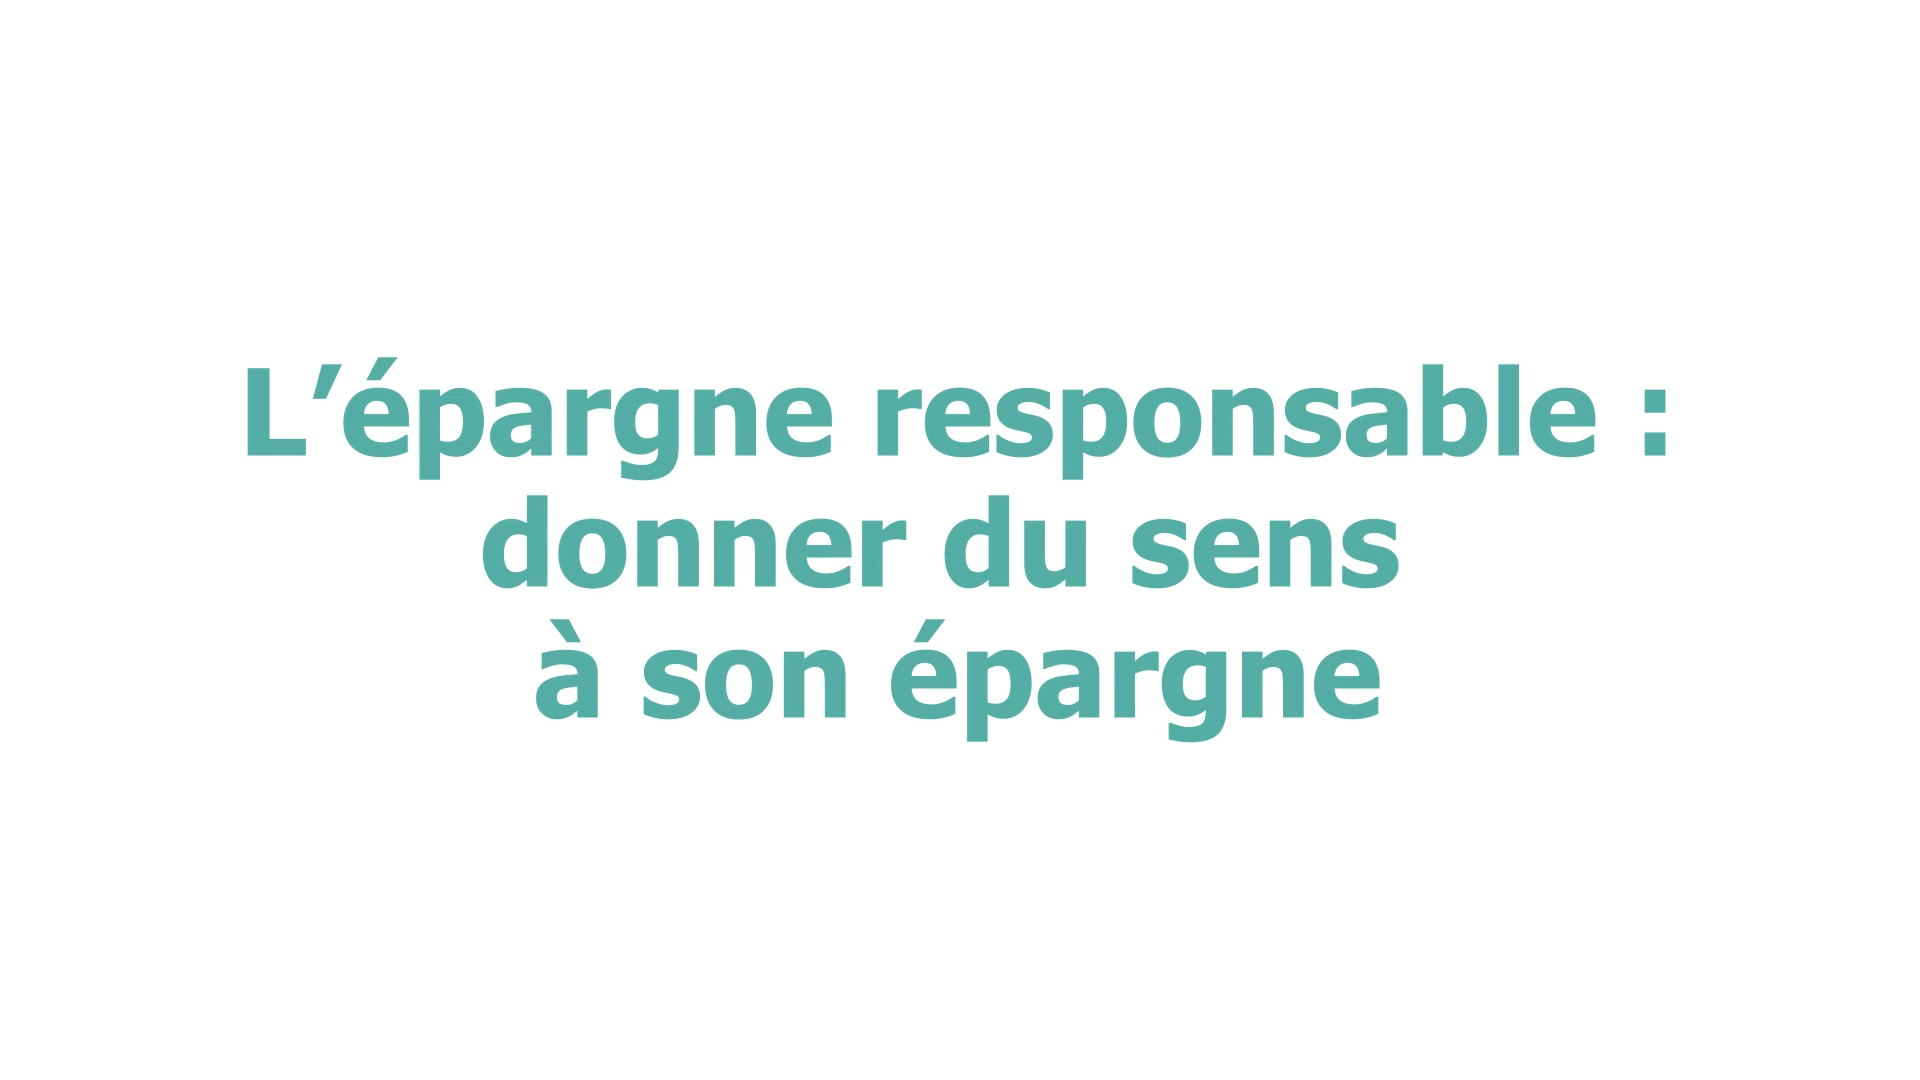 L’épargne responsable :
donner du sens
à son épargne